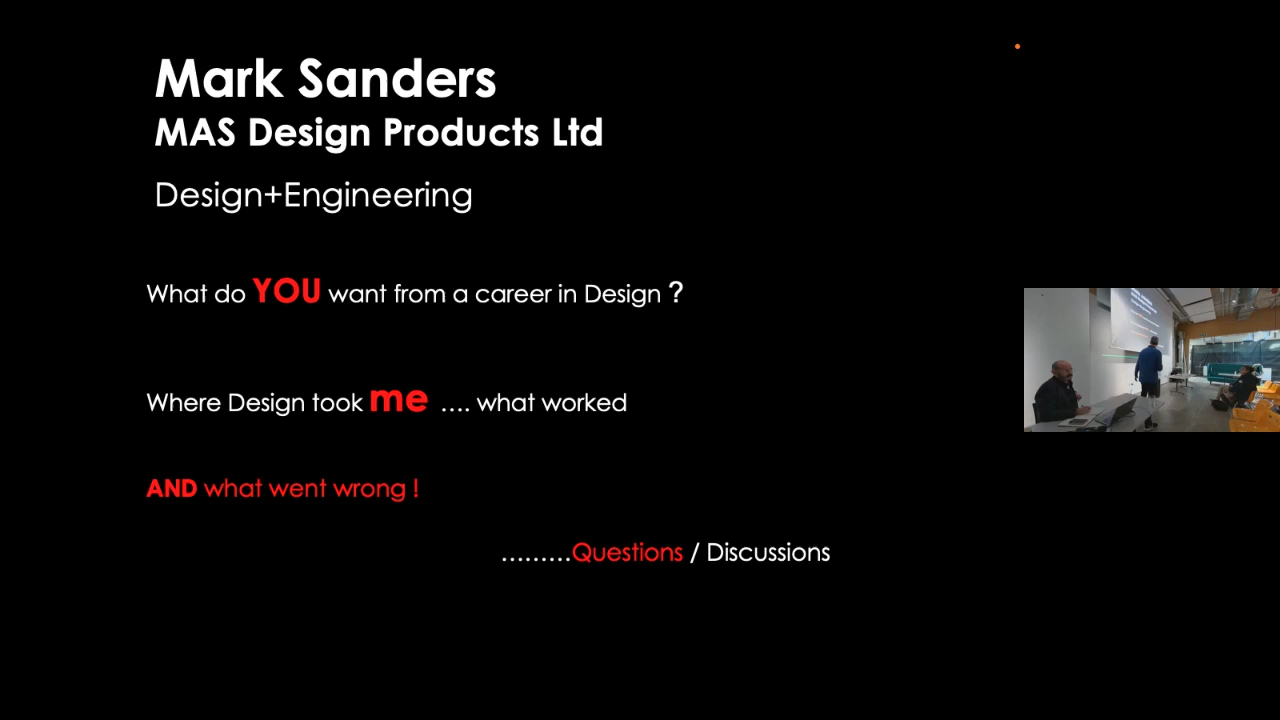 Mark Sanders
MAS Design Products Ltd
Design+Engineering
What do YOU want from a career in Design ?
Where Design took me .... what worked
AND what went wrong !
.........Questions / Discussions